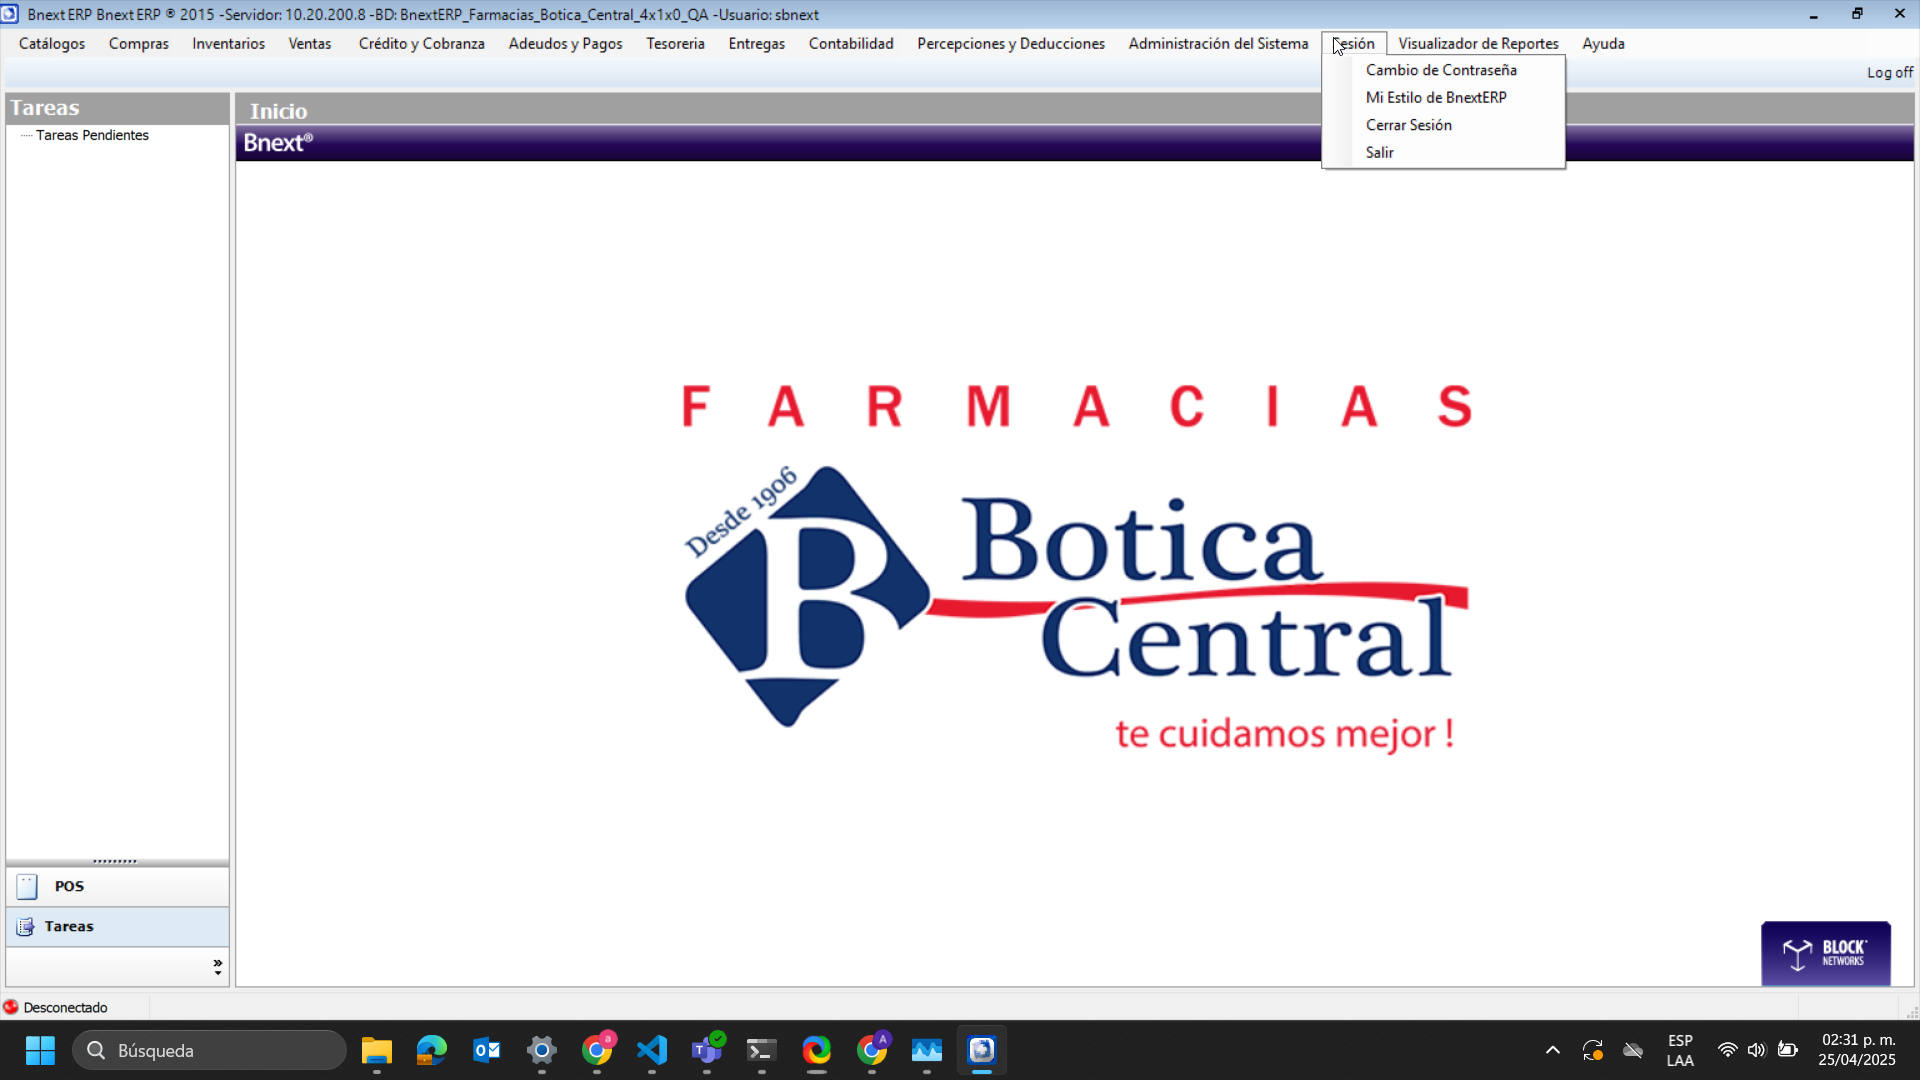 Bnext ERP Bnext ERP ® 2015 -Servidor: 10.20.200.8 -BD: BnextERP_Farmacias_Botica_Central_4x1x0_QA -Usuario: sbnext
Catálogos Compras Inventarios Ventas Crédito y Cobranza Adeudos y Pagos Tesoreria Entregas Contabilidad Percepciones y Deducciones Administración del Sistema Sesión Visualizador de Reportes Ayuda
Cambio de Contraseña
Mi Estilo de BnextERP
Cerrar Sesión
Salir
Log off
Tareas
Tareas Pendientes
Inicio
Bnext®
FARMACIAS
Desde 1906
B
Botica
Central
te cuidamos mejor !
POS
Tareas
»
BLOCK
NETWORKS
Desconectado
Búsqueda
ESP
LAA
02:31 p. m.
25/04/2025